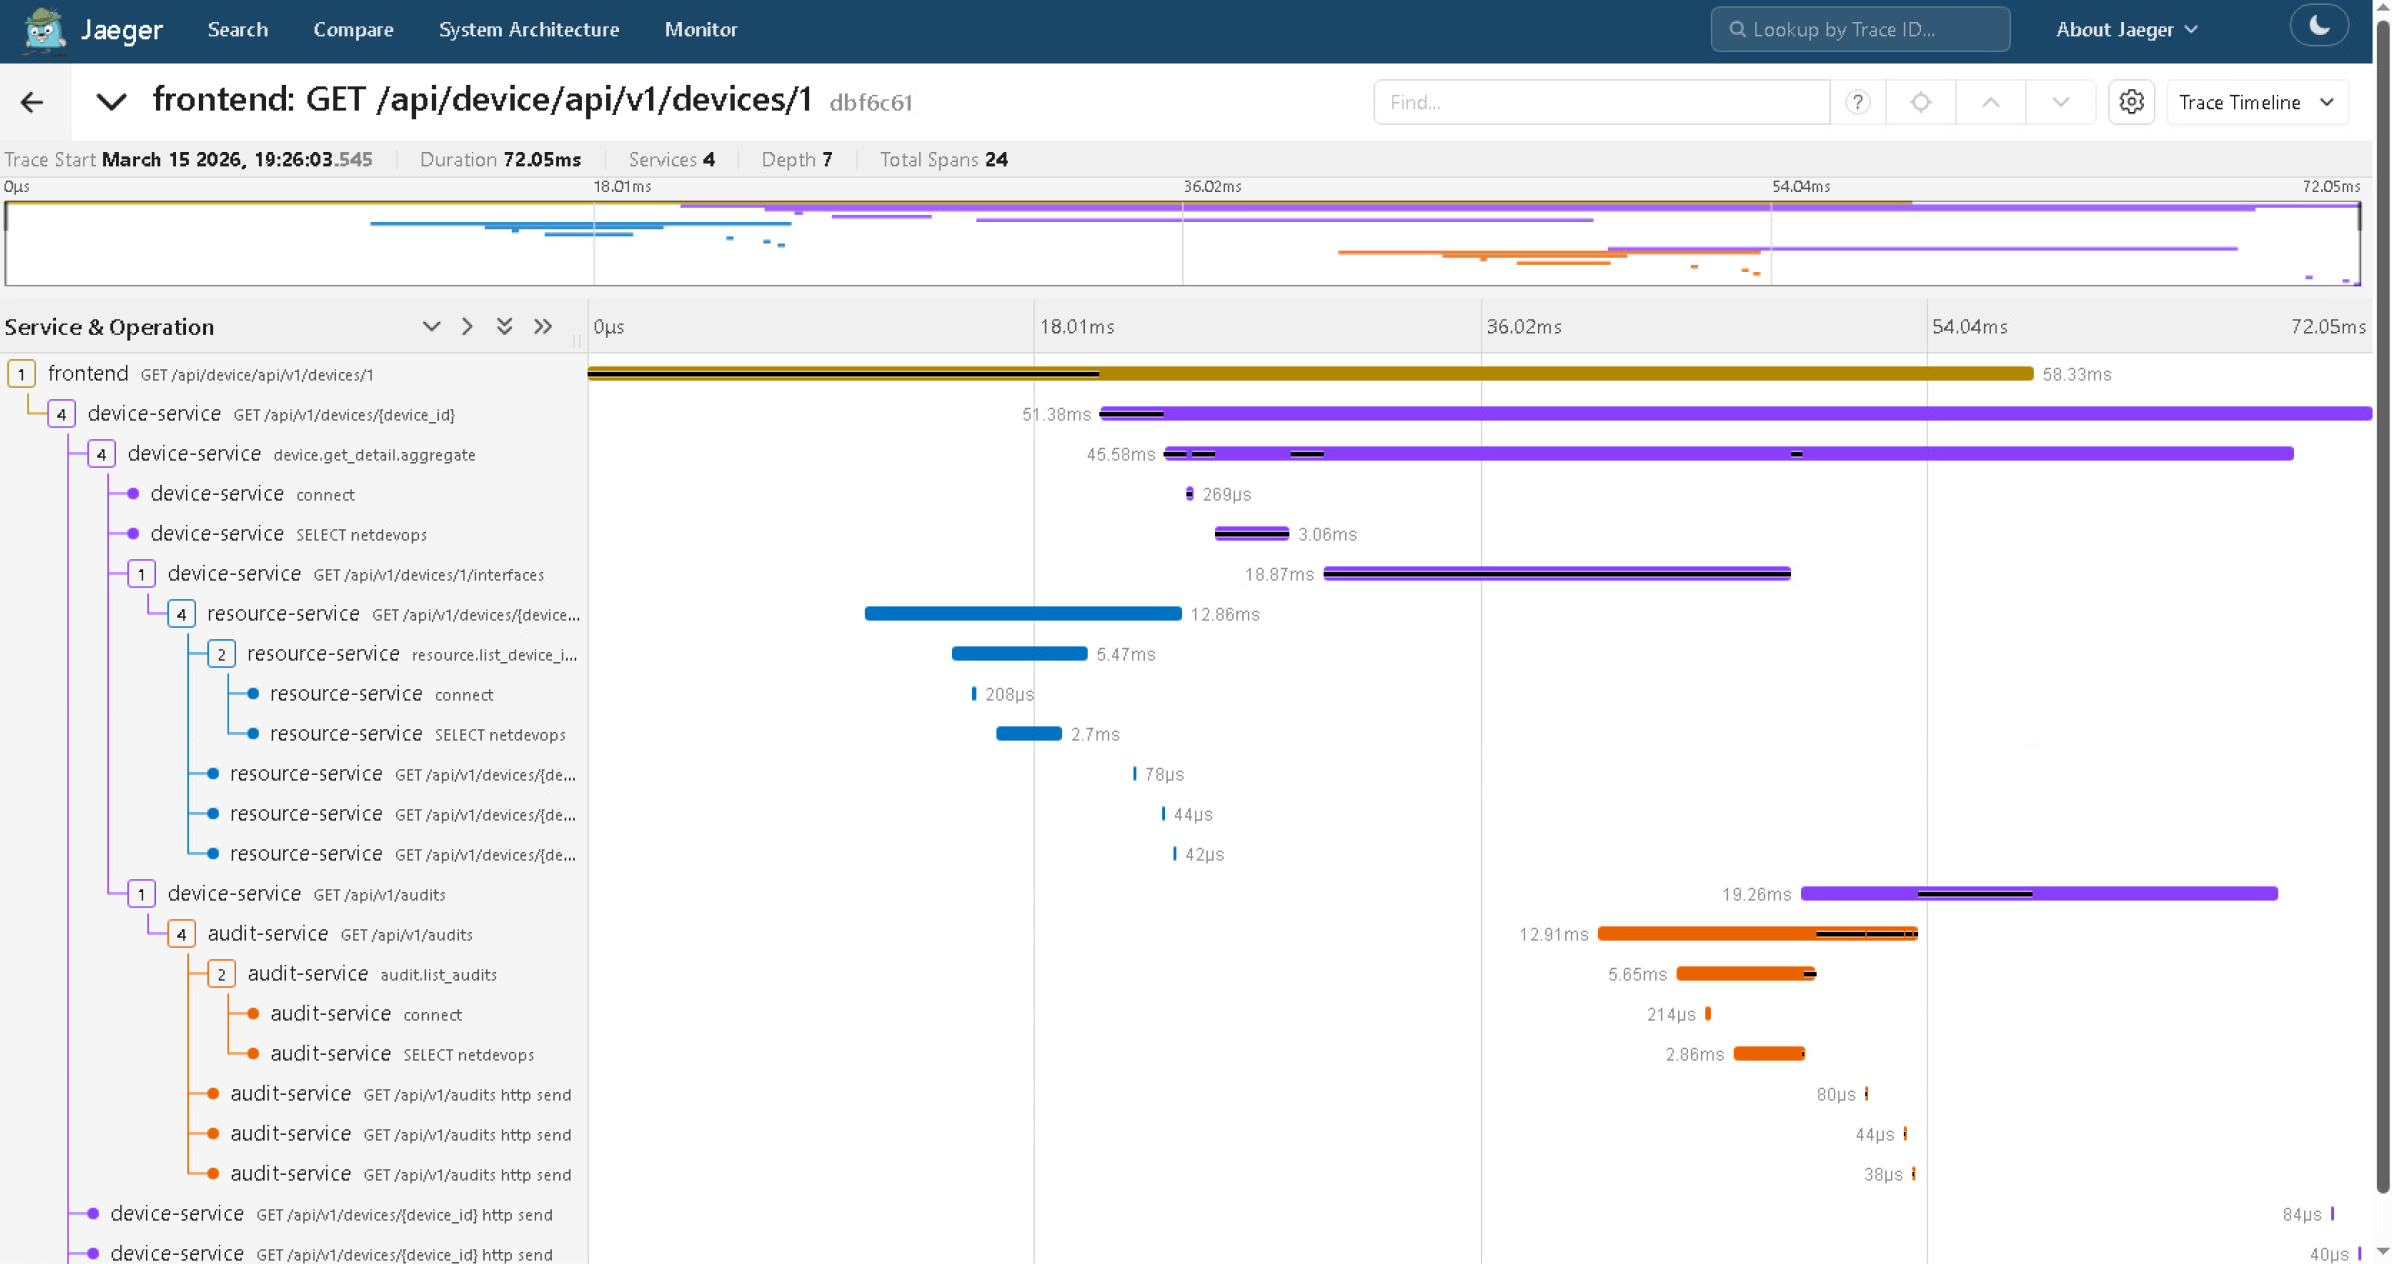 Jaeger Search Compare System Architecture Monitor Lookup by Trace ID... About Jaeger
frontend: GET /api/device/api/v1/devices/1 dbf6c61 Find... ? Trace Timeline
Trace Start March 15 2026, 19:26:03.545 Duration 72.05ms Services 4 Depth 7 Total Spans 24
0μs 18.01ms 36.02ms 54.04ms 72.05ms
Service & Operation 0μs 18.01ms 36.02ms 54.04ms 72.05ms
1 frontend GET /api/device/api/v1/devices/1 58.33ms
4 device-service GET /api/v1/devices/{device_id} 51.38ms
4 device-service device.get_detail.aggregate 45.58ms
device-service connect 269μs
device-service SELECT netdevops 3.06ms
1 device-service GET /api/v1/devices/1/interfaces 18.87ms
4 resource-service GET /api/v1/devices/{device... 12.86ms
2 resource-service resource.list_device_i... 5.47ms
resource-service connect 208μs
resource-service SELECT netdevops 2.7ms
resource-service GET /api/v1/devices/{de... 78μs
resource-service GET /api/v1/devices/{de... 44μs
resource-service GET /api/v1/devices/{de... 42μs
1 device-service GET /api/v1/audits 19.26ms
4 audit-service GET /api/v1/audits 12.91ms
2 audit-service audit.list_audits 5.65ms
audit-service connect 214μs
audit-service SELECT netdevops 2.86ms
audit-service GET /api/v1/audits http send 80μs
audit-service GET /api/v1/audits http send 44μs
audit-service GET /api/v1/audits http send 38μs
device-service GET /api/v1/devices/{device_id} http send 84μs
device-service GET /api/v1/devices/{device_id} http send 40μs